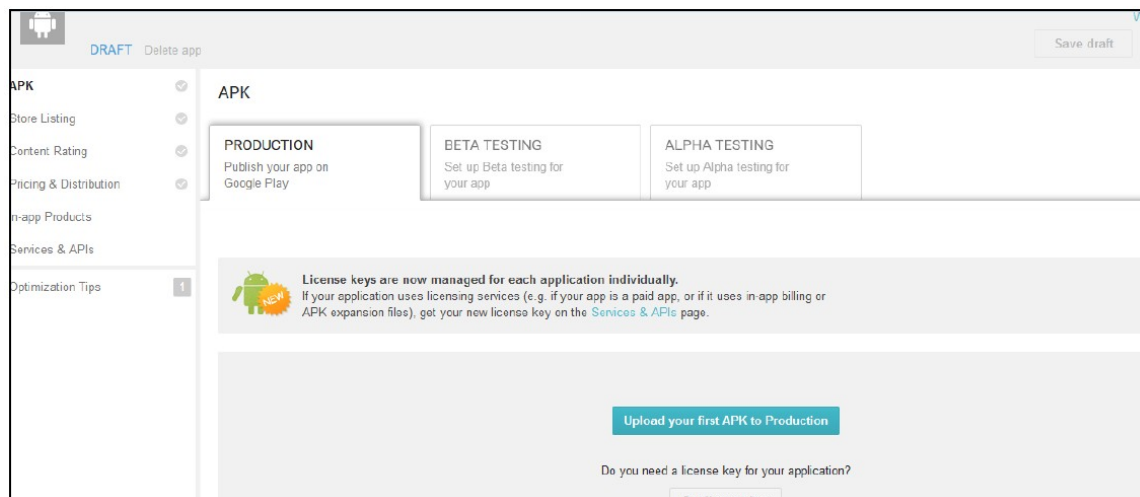 DRAFT Delete app
Save draft
APK
Store Listing
Content Rating
Pricing & Distribution
n-app Products
Services & APIs
Optimization Tips 1
APK
PRODUCTION
Publish your app on
Google Play
BETA TESTING
Set up Beta testing for
your app
ALPHA TESTING
Set up Alpha testing for
your app
NEW
License keys are now managed for each application individually.
If your application uses licensing services (e.g. if your app is a paid app, or if it uses in-app billing or
APK expansion files), get your new license key on the Services & APIs page.
Upload your first APK to Production
Do you need a license key for your application?